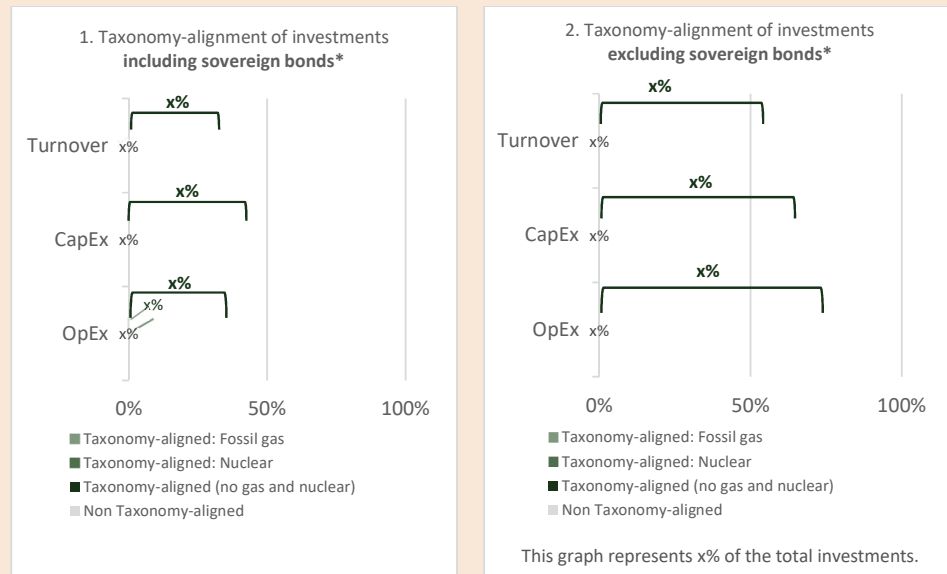 1. Taxonomy-alignment of investments
including sovereign bonds*
x%
Turnover x%
x%
CapEx x%
x%
x%
OpEx x%
0% 50% 100%
Taxonomy-aligned: Fossil gas
Taxonomy-aligned: Nuclear
Taxonomy-aligned (no gas and nuclear)
Non Taxonomy-aligned
2. Taxonomy-alignment of investments
excluding sovereign bonds*
x%
Turnover x%
x%
CapEx x%
x%
OpEx x%
0% 50% 100%
Taxonomy-aligned: Fossil gas
Taxonomy-aligned: Nuclear
Taxonomy-aligned (no gas and nuclear)
Non Taxonomy-aligned
This graph represents x% of the total investments.